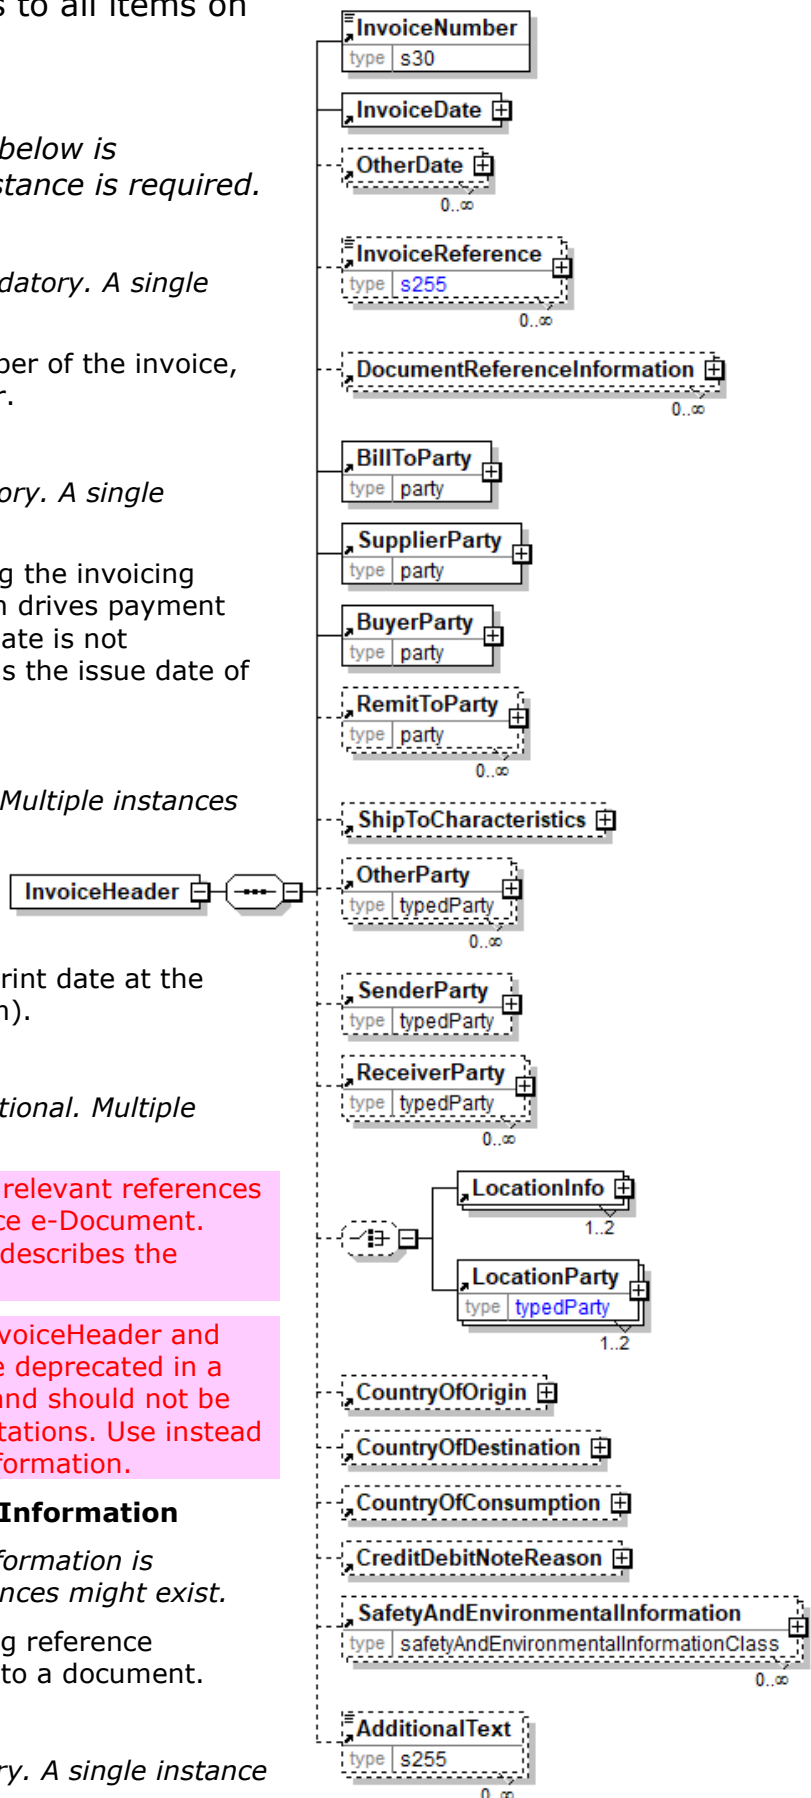 s to all items on
below is
stance is required.
datory. A single
ber of the invoice,
r.
ory. A single
g the invoicing
n drives payment
ate is not
s the issue date of
Multiple instances
rint date at the
n).
tional. Multiple
relevant references
ce e-Document.
describes the
voiceHeader and
e deprecated in a
and should not be
tations. Use instead
formation.
Information
formation is
nces might exist.
g reference
to a document.
ry. A single instance
InvoiceHeader
InvoiceNumber
type s30
InvoiceDate
OtherDate
0..∞
InvoiceReference
type s255
0..∞
DocumentReferenceInformation
0..∞
BillToParty
type party
SupplierParty
type party
BuyerParty
type party
RemitToParty
type party
0..∞
ShipToCharacteristics
OtherParty
type typedParty
0..∞
SenderParty
type typedParty
ReceiverParty
type typedParty
0..∞
LocationInfo
1..2
LocationParty
type typedParty
1..2
CountryOfOrigin
CountryOfDestination
CountryOfConsumption
CreditDebitNoteReason
SafetyAndEnvironmentalInformation
type safetyAndEnvironmentalInformationClass
0..∞
AdditionalText
type s255
0..∞